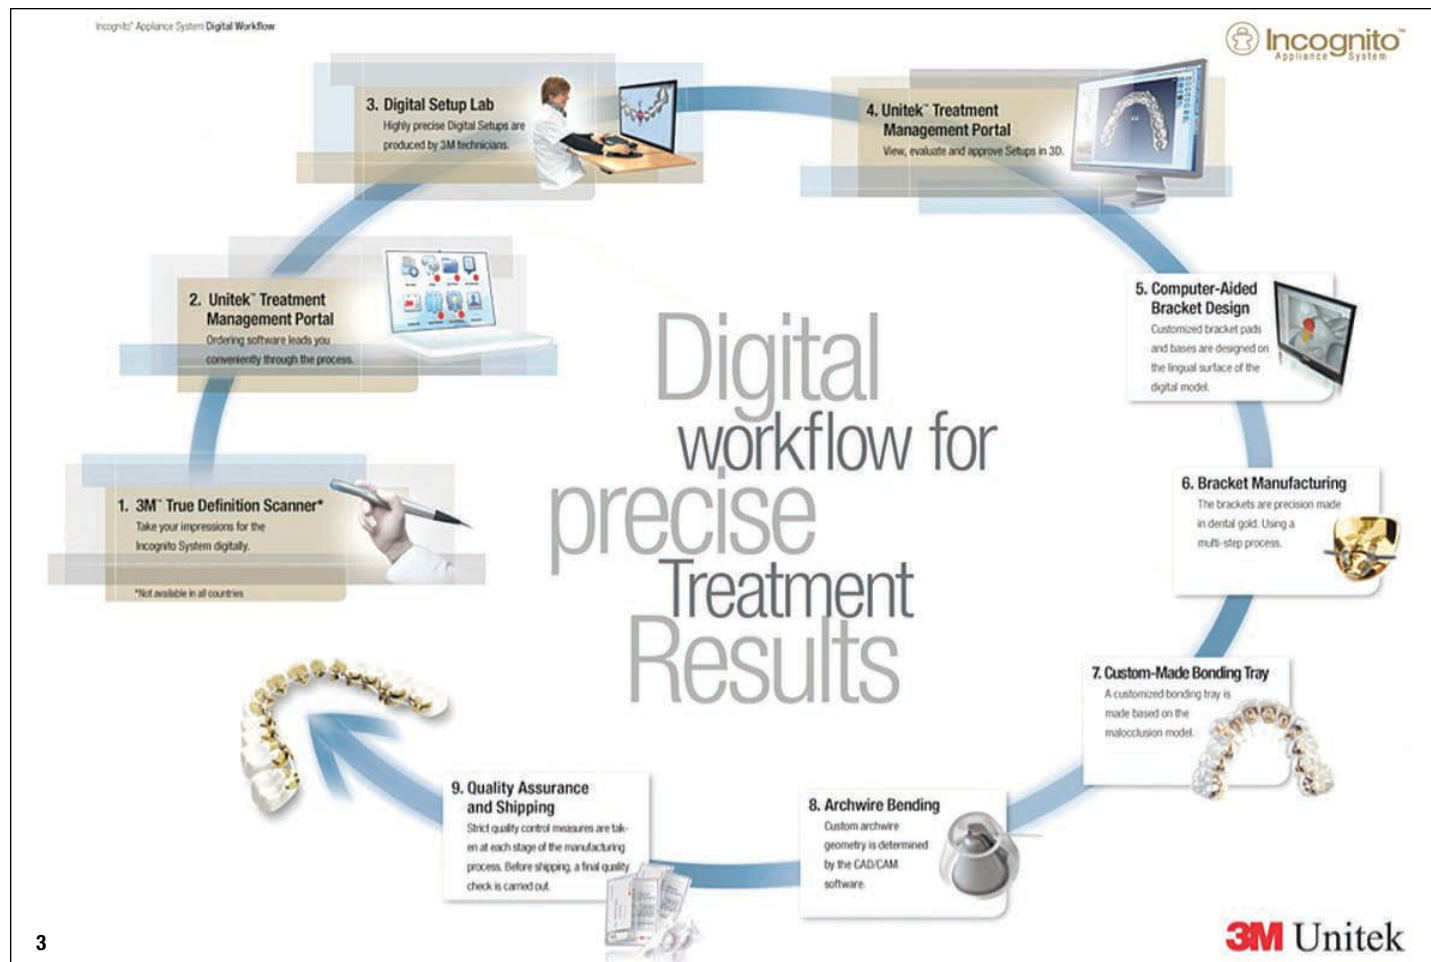 Incognito™ Appliance System Digital Workflow
Incognito™
Appliance System
3. Digital Setup Lab
Highly precise Digital Setups are
produced by 3M technicians.
4. Unitek™ Treatment
Management Portal
View, evaluate and approve Setups in 3D.
2. Unitek™ Treatment
Management Portal
Ordering software leads you
conveniently through the process.
5. Computer-Aided
Bracket Design
Customized bracket pads
and bases are designed on
the lingual surface of the
digital model.
Digital
workflow for
precise
Treatment
Results
1. 3M™ True Definition Scanner*
Take your impressions for the
Incognito System digitally.
*Not available in all countries
6. Bracket Manufacturing
The brackets are precision made
in dental gold. Using a
multi-step process.
7. Custom-Made Bonding Tray
A customized bonding tray is
made based on the
malocclusion model.
9. Quality Assurance
and Shipping
Strict quality control measures are tak-
en at each stage of the manufacturing
process. Before shipping, a final quality
check is carried out.
8. Archwire Bending
Custom archwire
geometry is determined
by the CAD/CAM
software.
3
3M Unitek